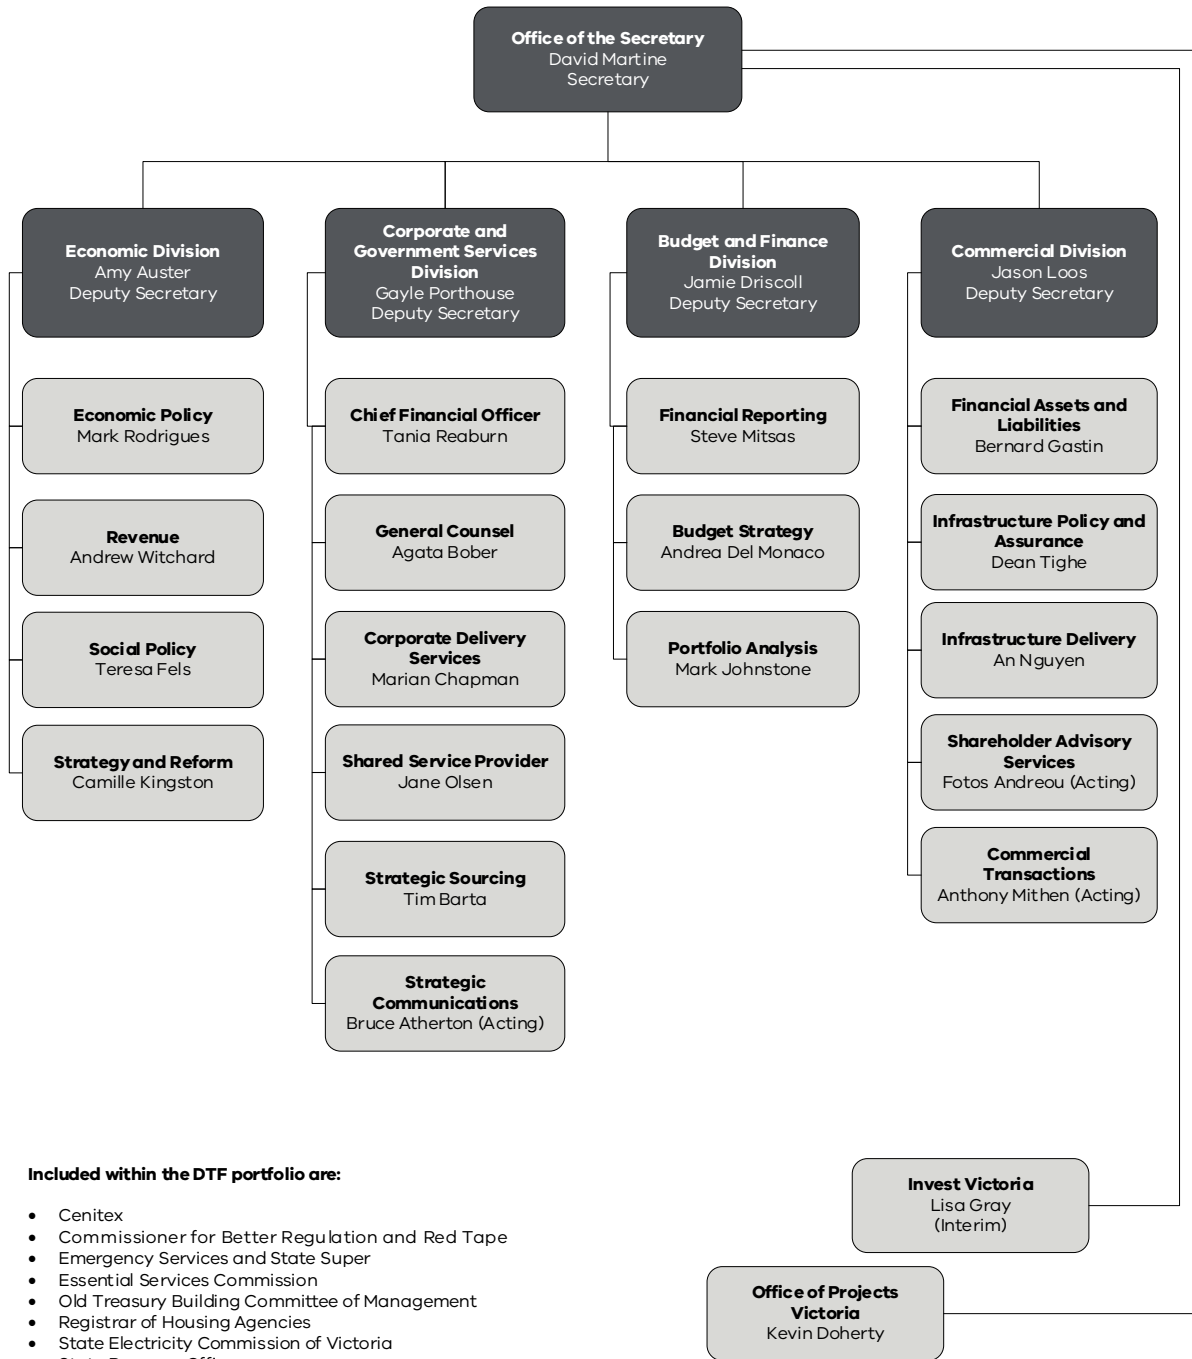 Office of the Secretary
David Martine
Secretary
Economic Division
Amy Auster
Deputy Secretary
Corporate and
Government Services
Division
Gayle Porthouse
Deputy Secretary
Budget and Finance
Division
Jamie Driscoll
Deputy Secretary
Commercial Division
Jason Loos
Deputy Secretary
Economic Policy
Mark Rodrigues
Revenue
Andrew Witchard
Social Policy
Teresa Fels
Strategy and Reform
Camille Kingston
Chief Financial Officer
Tania Reaburn
General Counsel
Agata Bober
Corporate Delivery
Services
Marian Chapman
Shared Service Provider
Jane Olsen
Strategic Sourcing
Tim Barta
Strategic
Communications
Bruce Atherton (Acting)
Financial Reporting
Steve Mitsas
Budget Strategy
Andrea Del Monaco
Portfolio Analysis
Mark Johnstone
Financial Assets and
Liabilities
Bernard Gastin
Infrastructure Policy and
Assurance
Dean Tighe
Infrastructure Delivery
An Nguyen
Shareholder Advisory
Services
Fotos Andreou (Acting)
Commercial
Transactions
Anthony Mithen (Acting)
Invest Victoria
Lisa Gray
(Interim)
Office of Projects
Victoria
Kevin Doherty
Included within the DTF portfolio are:
• Cenitex
• Commissioner for Better Regulation and Red Tape
• Emergency Services and State Super
• Essential Services Commission
• Old Treasury Building Committee of Management
• Registrar of Housing Agencies
• State Electricity Commission of Victoria